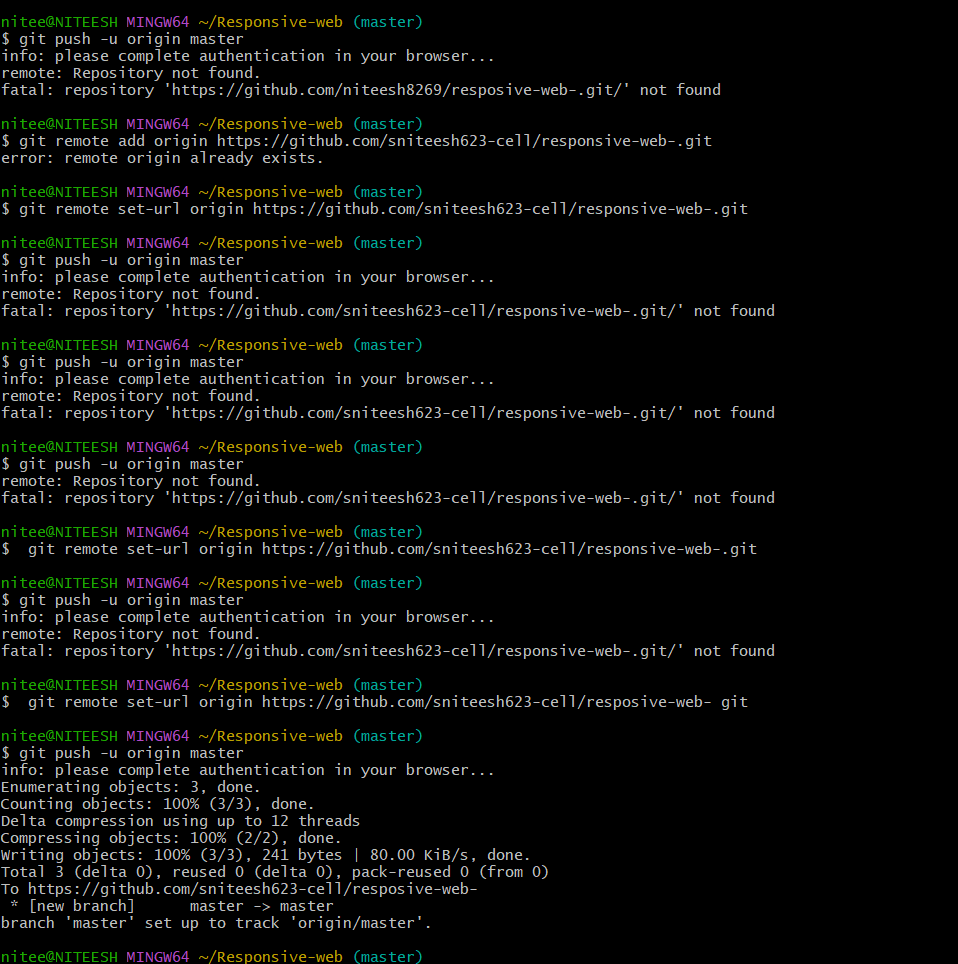 nitee@NITEESH MINGW64 ~/Responsive-web (master)
$ git push -u origin master
info: please complete authentication in your browser...
remote: Repository not found.
fatal: repository 'https://github.com/niteesh8269/resposive-web-.git/' not found
nitee@NITEESH MINGW64 ~/Responsive-web (master)
$ git remote add origin https://github.com/sniteesh623-cell/responsive-web-.git
error: remote origin already exists.
nitee@NITEESH MINGW64 ~/Responsive-web (master)
$ git remote set-url origin https://github.com/sniteesh623-cell/responsive-web-.git
nitee@NITEESH MINGW64 ~/Responsive-web (master)
$ git push -u origin master
info: please complete authentication in your browser...
remote: Repository not found.
fatal: repository 'https://github.com/sniteesh623-cell/responsive-web-.git/' not found
nitee@NITEESH MINGW64 ~/Responsive-web (master)
$ git push -u origin master
info: please complete authentication in your browser...
remote: Repository not found.
fatal: repository 'https://github.com/sniteesh623-cell/responsive-web-.git/' not found
nitee@NITEESH MINGW64 ~/Responsive-web (master)
$ git push -u origin master
remote: Repository not found.
fatal: repository 'https://github.com/sniteesh623-cell/responsive-web-.git/' not found
nitee@NITEESH MINGW64 ~/Responsive-web (master)
$  git remote set-url origin https://github.com/sniteesh623-cell/responsive-web-.git
nitee@NITEESH MINGW64 ~/Responsive-web (master)
$ git push -u origin master
info: please complete authentication in your browser...
remote: Repository not found.
fatal: repository 'https://github.com/sniteesh623-cell/responsive-web-.git/' not found
nitee@NITEESH MINGW64 ~/Responsive-web (master)
$  git remote set-url origin https://github.com/sniteesh623-cell/resposive-web- git
nitee@NITEESH MINGW64 ~/Responsive-web (master)
$ git push -u origin master
info: please complete authentication in your browser...
Enumerating objects: 3, done.
Counting objects: 100% (3/3), done.
Delta compression using up to 12 threads
Compressing objects: 100% (2/2), done.
Writing objects: 100% (3/3), 241 bytes | 80.00 KiB/s, done.
Total 3 (delta 0), reused 0 (delta 0), pack-reused 0 (from 0)
To https://github.com/sniteesh623-cell/resposive-web-
 * [new branch]      master -> master
branch 'master' set up to track 'origin/master'.
nitee@NITEESH MINGW64 ~/Responsive-web (master)